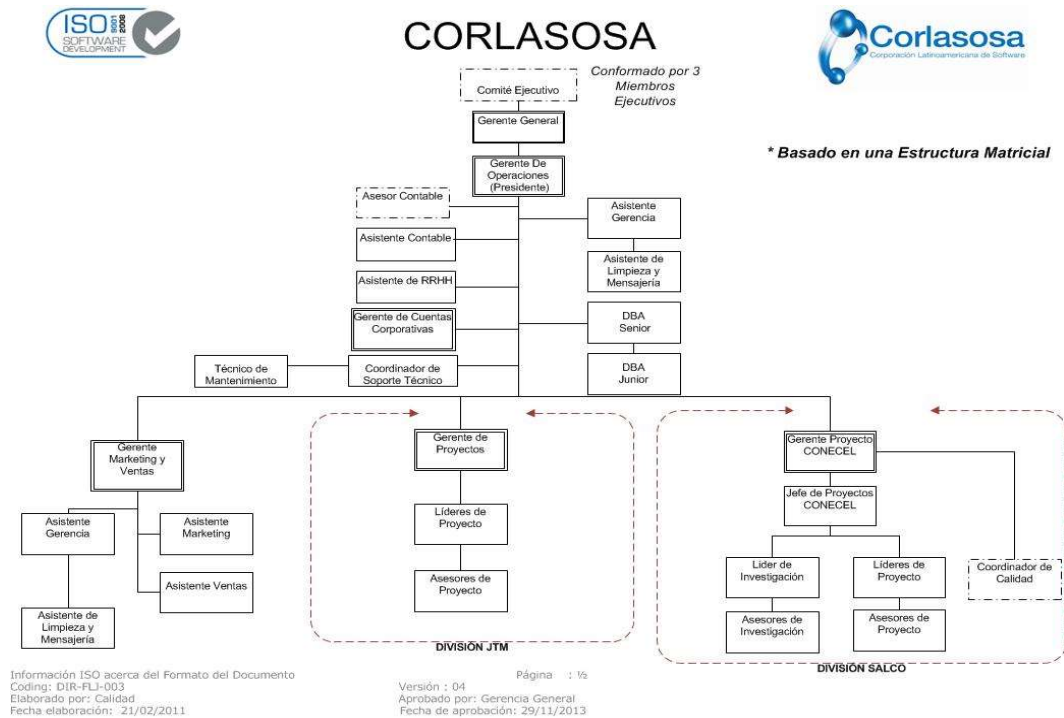 ISO
9001
2008
SOFTWARE
DEVELOPMENT
CORLASOSA
Corlasosa
Corporación Latinoamericana de Software
Comité Ejecutivo
Conformado por 3
Miembros
Ejecutivos
Gerente General
* Basado en una Estructura Matricial
Gerente De
Operaciones
(Presidente)
Asesor Contable
Asistente
Gerencia
Asistente Contable
Asistente de
Limpieza y
Mensajería
Asistente de RRHH
Gerente de Cuentas
Corporativas
DBA
Senior
Técnico de
Mantenimiento
Coordinador de
Soporte Técnico
DBA
Junior
Gerente
Marketing y
Ventas
Gerente de
Proyectos
Gerente Proyecto
CONECEL
Jefe de Proyectos
CONECEL
Asistente
Gerencia
Asistente
Marketing
Líderes de
Proyecto
Asistente Ventas
Asesores de
Proyecto
Lider de
Investigación
Líderes de
Proyecto
Coordinador de
Calidad
Asistente de
Limpieza y
Mensajería
Asesores de
Investigación
Asesores de
Proyecto
DIVISIÓN JTM
DIVISIÓN SALCO
Información ISO acerca del Formato del Documento
Página : ½
Coding: DIR-FLJ-003
Versión : 04
Elaborado por: Calidad
Aprobado por: Gerencia General
Fecha elaboración: 21/02/2011
Fecha de aprobación: 29/11/2013